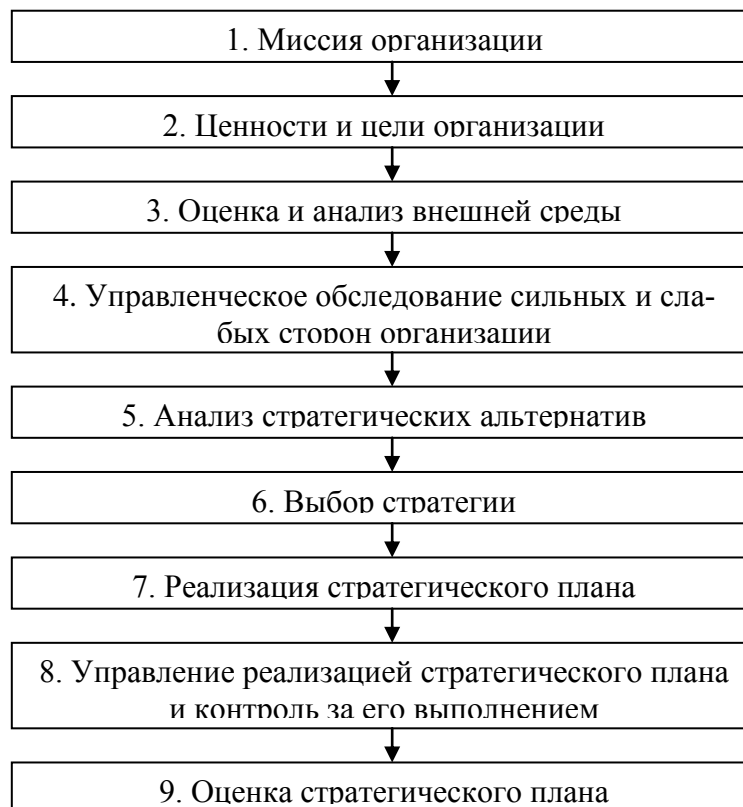 1. Миссия организации
2. Ценности и цели организации
3. Оценка и анализ внешней среды
4. Управленческое обследование сильных и сла-
бых сторон организации
5. Анализ стратегических альтернатив
6. Выбор стратегии
7. Реализация стратегического плана
8. Управление реализацией стратегического плана
и контроль за его выполнением
9. Оценка стратегического плана